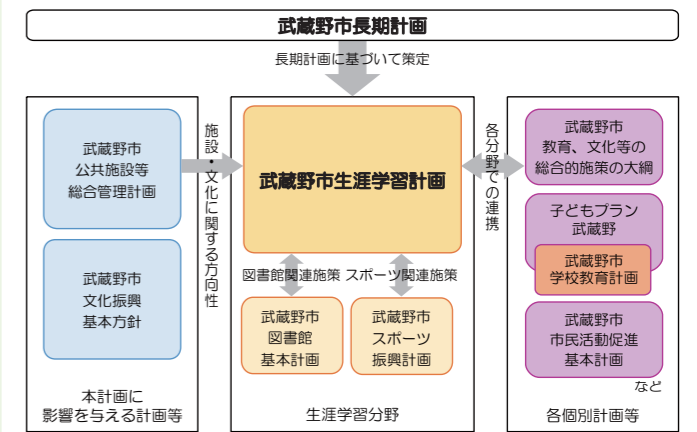 武蔵野市長期計画
長期計画に基づいて策定
武蔵野市
公共施設等
総合管理計画
武蔵野市
文化振興
基本方針
本計画に
影響を与える計画等
施設・文化に関する方向性
武蔵野市生涯学習計画
図書館関連施策
スポーツ関連施策
武蔵野市
図書館
基本計画
武蔵野市
スポーツ
振興計画
生涯学習分野
各分野での連携
武蔵野市
教育、文化等の
総合的施策の大綱
子どもプラン
武蔵野
武蔵野市
学校教育計画
武蔵野市
市民活動促進
基本計画
など
各個別計画等